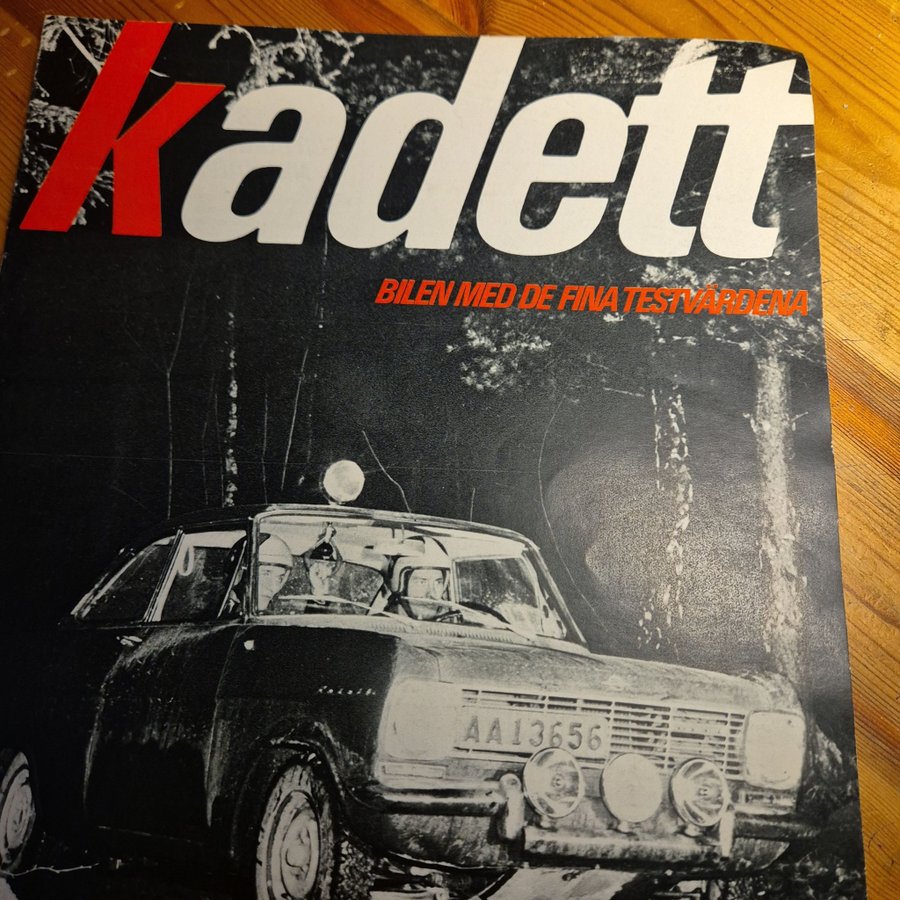 kadett
BILEN MED DE FINA TESTVÄRDENA
AA13656